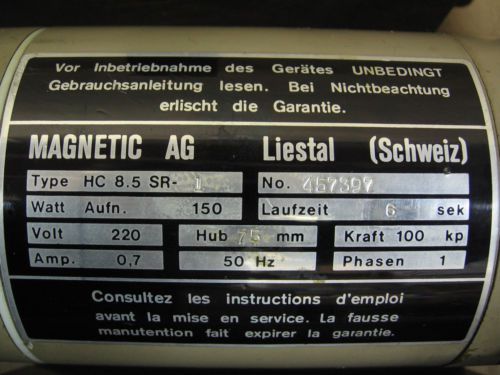 Vor Inbetriebnahme des Gerätes UNBEDINGT
Gebrauchsanleitung lesen. Bei Nichtbeachtung
erlischt die Garantie.
MAGNETIC AG Liestal (Schweiz)
Type HC 8.5 SR- 1 No. 457397
Watt Aufn. 150 Laufzeit 6 sek
Volt 220 Hub 75 mm Kraft 100 kp
Amp. 0,7 50 Hz Phasen 1
Consultez les instructions d'emploi
avant la mise en service. La fausse
manutention fait expirer la garantie.